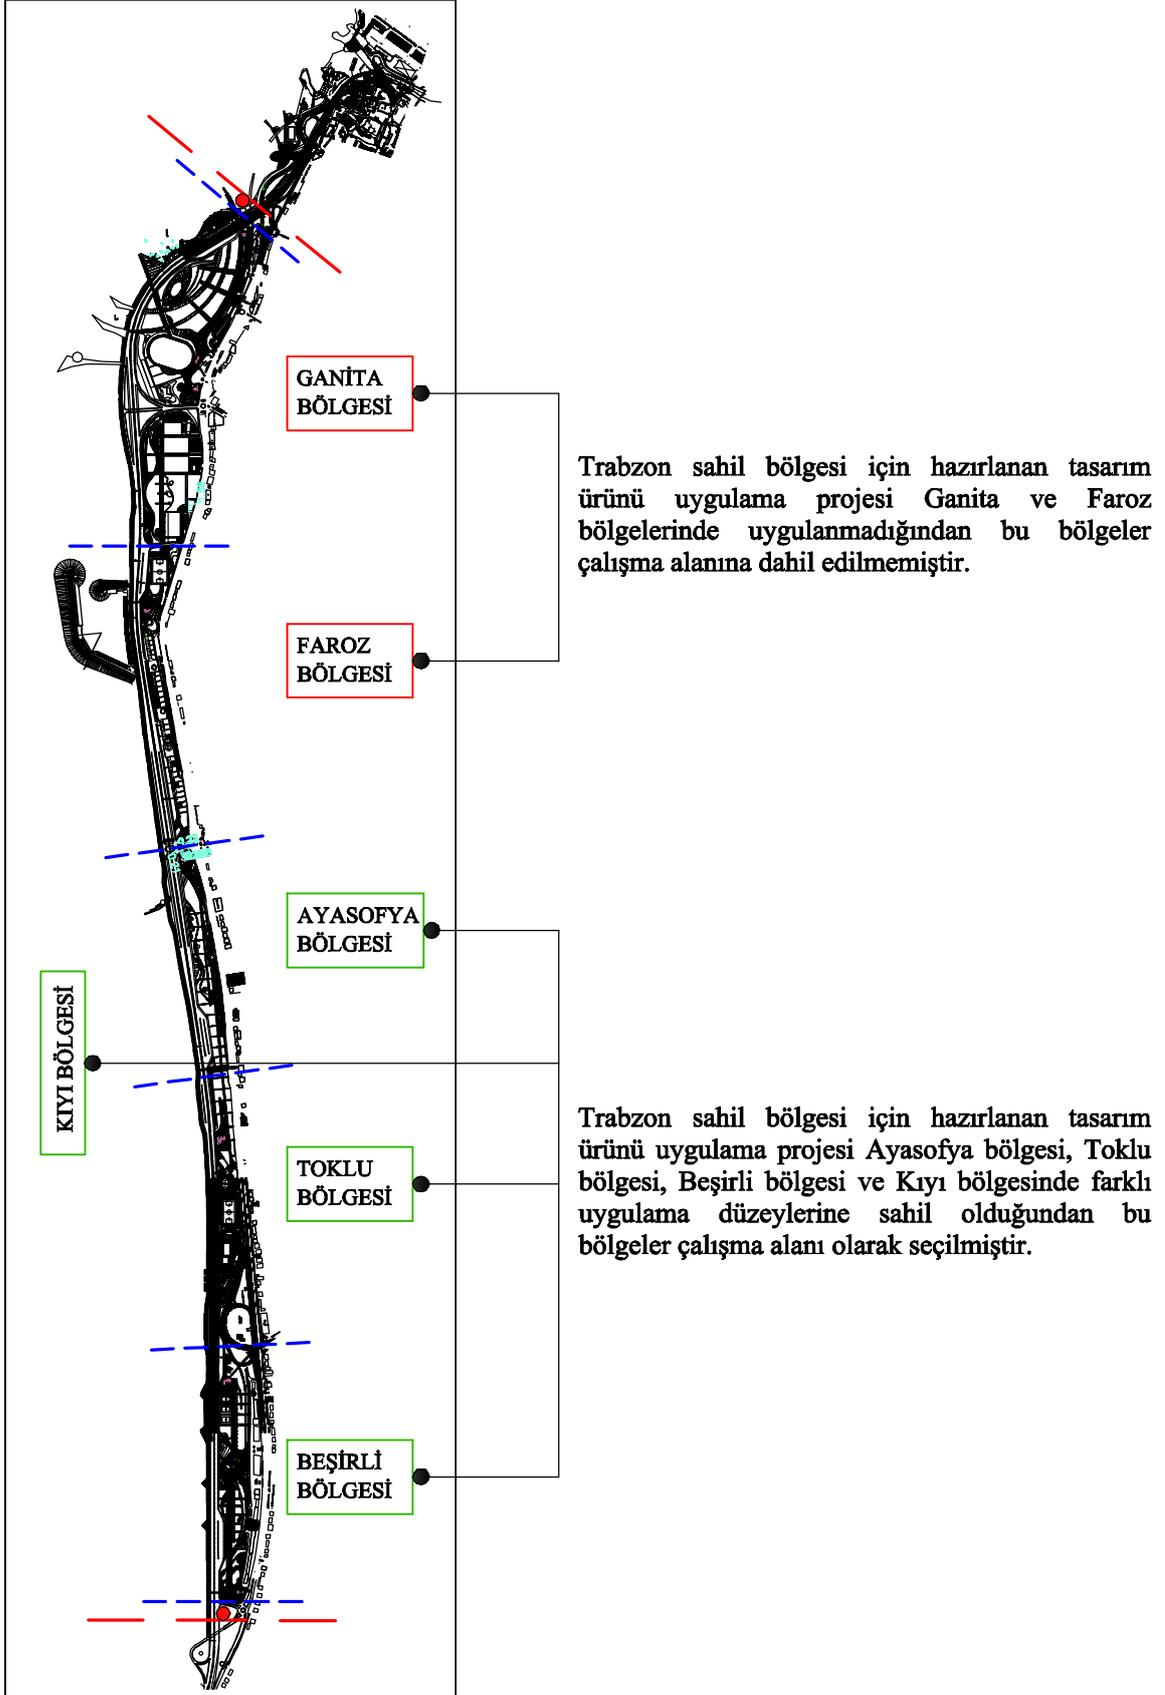 GANİTA
BÖLGESİ
Trabzon sahil bölgesi için hazırlanan tasarım
ürünü uygulama projesi Ganita ve Faroz
bölgelerinde uygulanmadığından bu bölgeler
çalışma alanına dahil edilmemiştir.
FAROZ
BÖLGESİ
AYASOFYA
BÖLGESİ
KIYI BÖLGESİ
TOKLU
BÖLGESİ
Trabzon sahil bölgesi için hazırlanan tasarım
ürünü uygulama projesi Ayasofya bölgesi, Toklu
bölgesi, Beşirli bölgesi ve Kıyı bölgesinde farklı
uygulama düzeylerine sahil olduğundan bu
bölgeler çalışma alanı olarak seçilmiştir.
BEŞİRLİ
BÖLGESİ